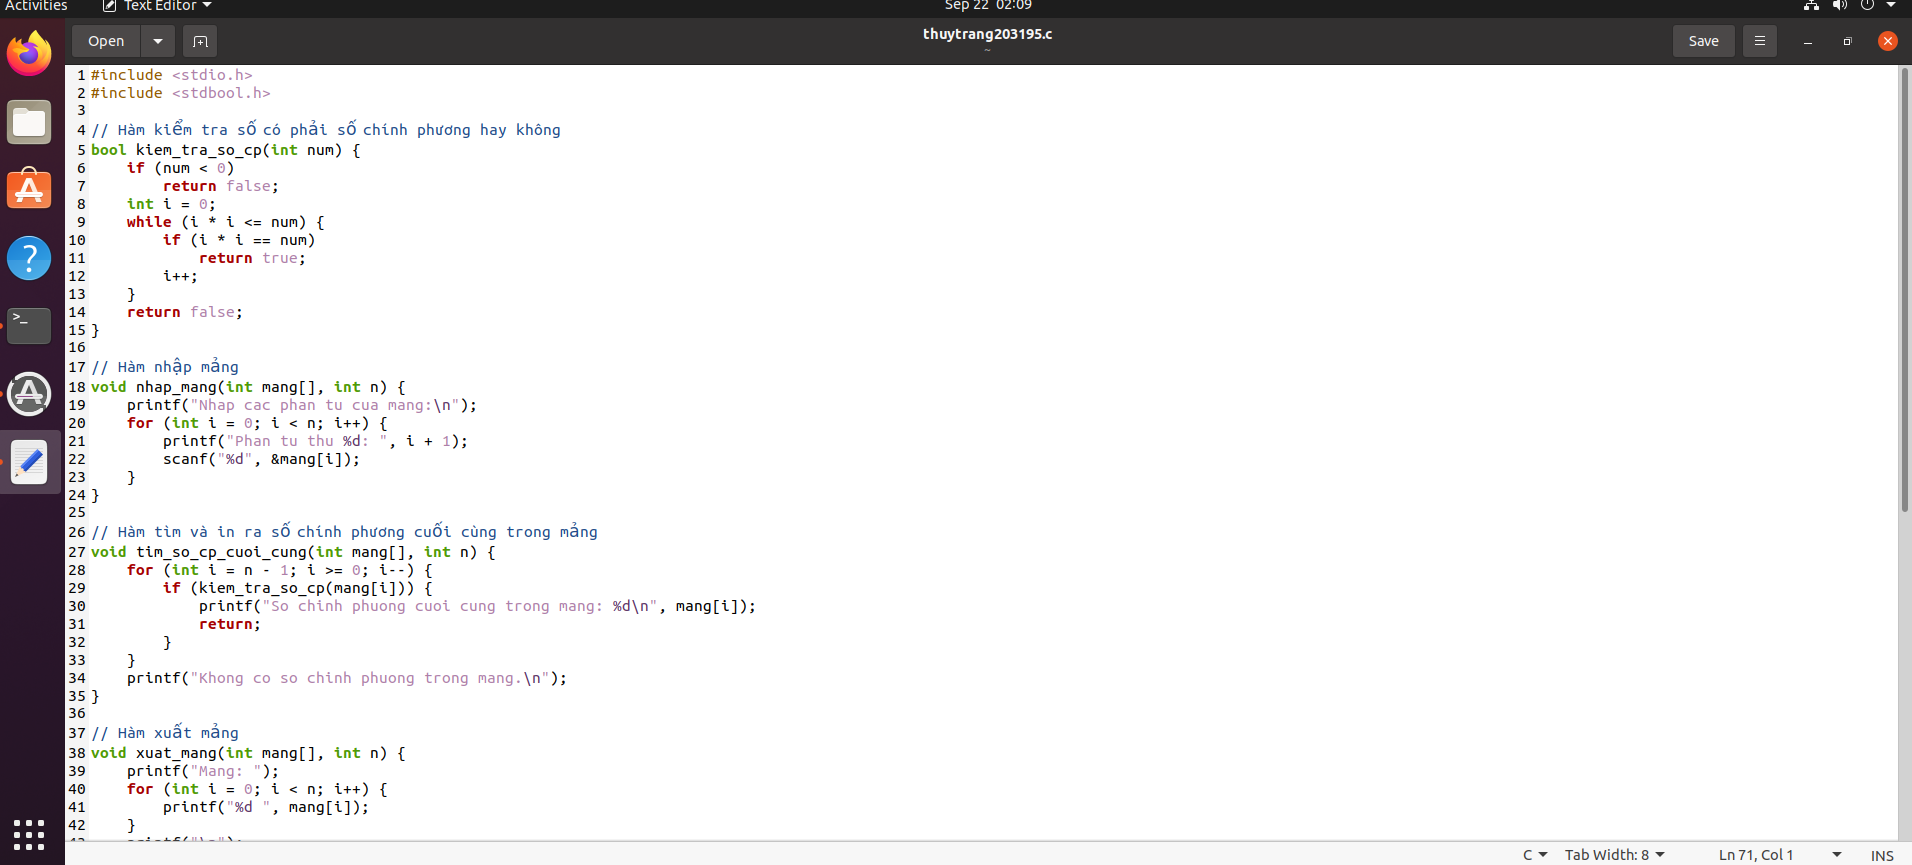 Activities Text Editor Sep 22 02:09
Open thuytrang203195.c Save
~
1 #include <stdio.h>
2 #include <stdbool.h>
3
4 // Hàm kiểm tra số có phải số chính phương hay không
5 bool kiem_tra_so_cp(int num) {
6     if (num < 0)
7         return false;
8     int i = 0;
9     while (i * i <= num) {
10         if (i * i == num)
11             return true;
12         i++;
13     }
14     return false;
15 }
16
17 // Hàm nhập mảng
18 void nhap_mang(int mang[], int n) {
19     printf("Nhap cac phan tu cua mang:\n");
20     for (int i = 0; i < n; i++) {
21         printf("Phan tu thu %d: ", i + 1);
22         scanf("%d", &mang[i]);
23     }
24 }
25
26 // Hàm tìm và in ra số chính phương cuối cùng trong mảng
27 void tim_so_cp_cuoi_cung(int mang[], int n) {
28     for (int i = n - 1; i >= 0; i--) {
29         if (kiem_tra_so_cp(mang[i])) {
30             printf("So chinh phuong cuoi cung trong mang: %d\n", mang[i]);
31             return;
32         }
33     }
34     printf("Khong co so chinh phuong trong mang.\n");
35 }
36
37 // Hàm xuất mảng
38 void xuat_mang(int mang[], int n) {
39     printf("Mang: ");
40     for (int i = 0; i < n; i++) {
41         printf("%d ", mang[i]);
42     }
C Tab Width: 8 Ln 71, Col 1 INS